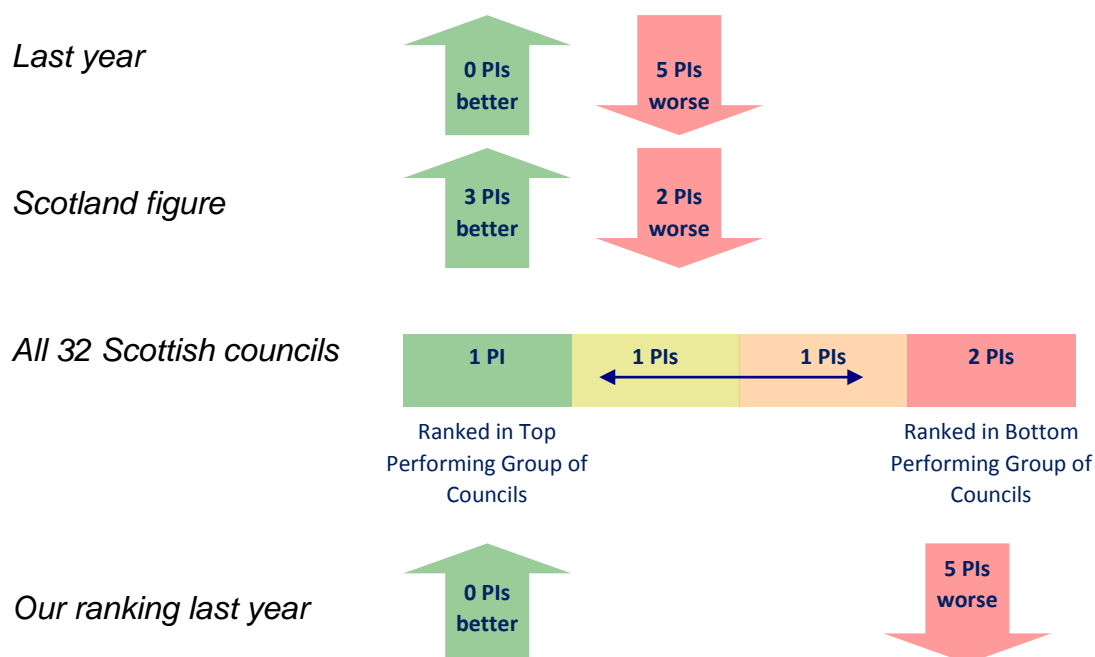 Last year
0 PIs
better
5 PIs
worse
Scotland figure
3 PIs
better
2 PIs
worse
All 32 Scottish councils
1 PI
1 PIs
1 PIs
2 PIs
Ranked in Top
Performing Group of
Councils
Ranked in Bottom
Performing Group of
Councils
Our ranking last year
0 PIs
better
5 PIs
worse